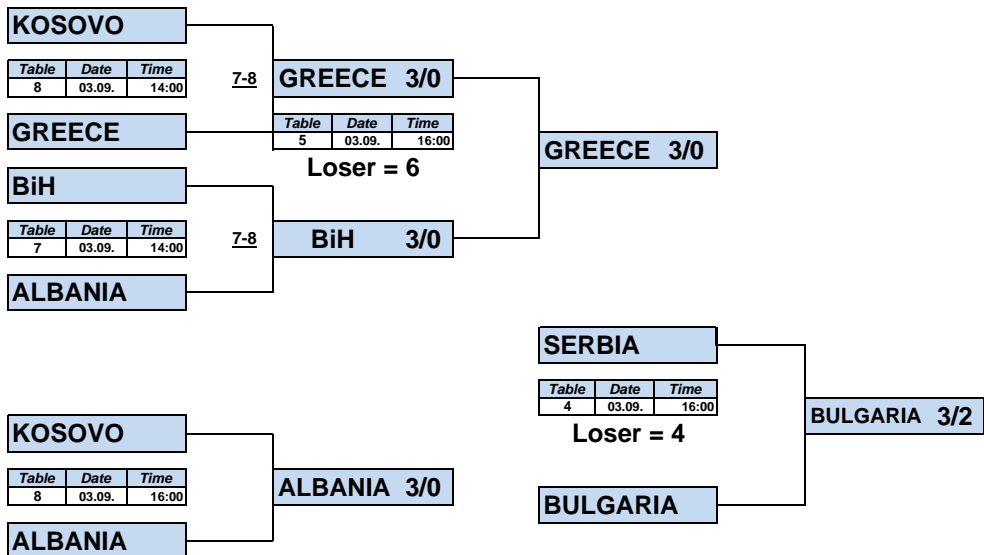 KOSOVO
Table Date Time
8 03.09. 14:00
7-8
GREECE 3/0
GREECE
Table Date Time
5 03.09. 16:00
Loser = 6
GREECE 3/0
BiH
Table Date Time
7 03.09. 14:00
7-8
BiH 3/0
ALBANIA
SERBIA
Table Date Time
4 03.09. 16:00
Loser = 4
BULGARIA 3/2
BULGARIA
KOSOVO
Table Date Time
8 03.09. 16:00
ALBANIA 3/0
ALBANIA